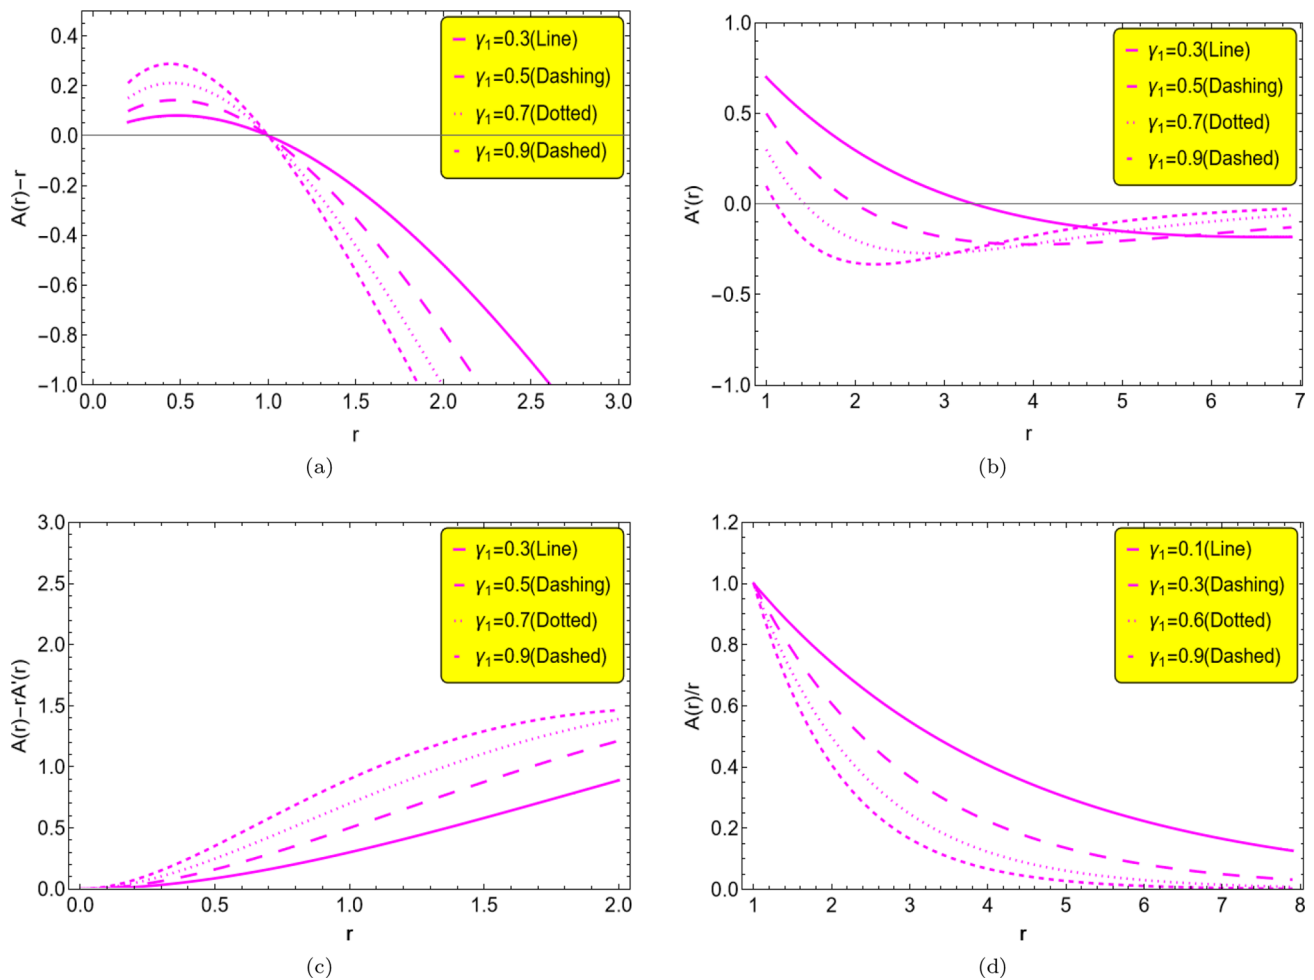 γ1=0.3(Line)
γ1=0.5(Dashing)
γ1=0.7(Dotted)
γ1=0.9(Dashed)
0.4
0.2
0.0
−0.2
−0.4
−0.6
−0.8
−1.0
A(r)−r
0.0 0.5 1.0 1.5 2.0 2.5 3.0
r
(a)
γ1=0.3(Line)
γ1=0.5(Dashing)
γ1=0.7(Dotted)
γ1=0.9(Dashed)
1.0
0.5
0.0
−0.5
−1.0
A'(r)
1 2 3 4 5 6 7
r
(b)
γ1=0.3(Line)
γ1=0.5(Dashing)
γ1=0.7(Dotted)
γ1=0.9(Dashed)
3.0
2.5
2.0
1.5
1.0
0.5
0.0
A(r)−rA'(r)
0.0 0.5 1.0 1.5 2.0
r
(c)
γ1=0.1(Line)
γ1=0.3(Dashing)
γ1=0.6(Dotted)
γ1=0.9(Dashed)
1.2
1.0
0.8
0.6
0.4
0.2
0.0
A(r)/r
1 2 3 4 5 6 7 8
r
(d)